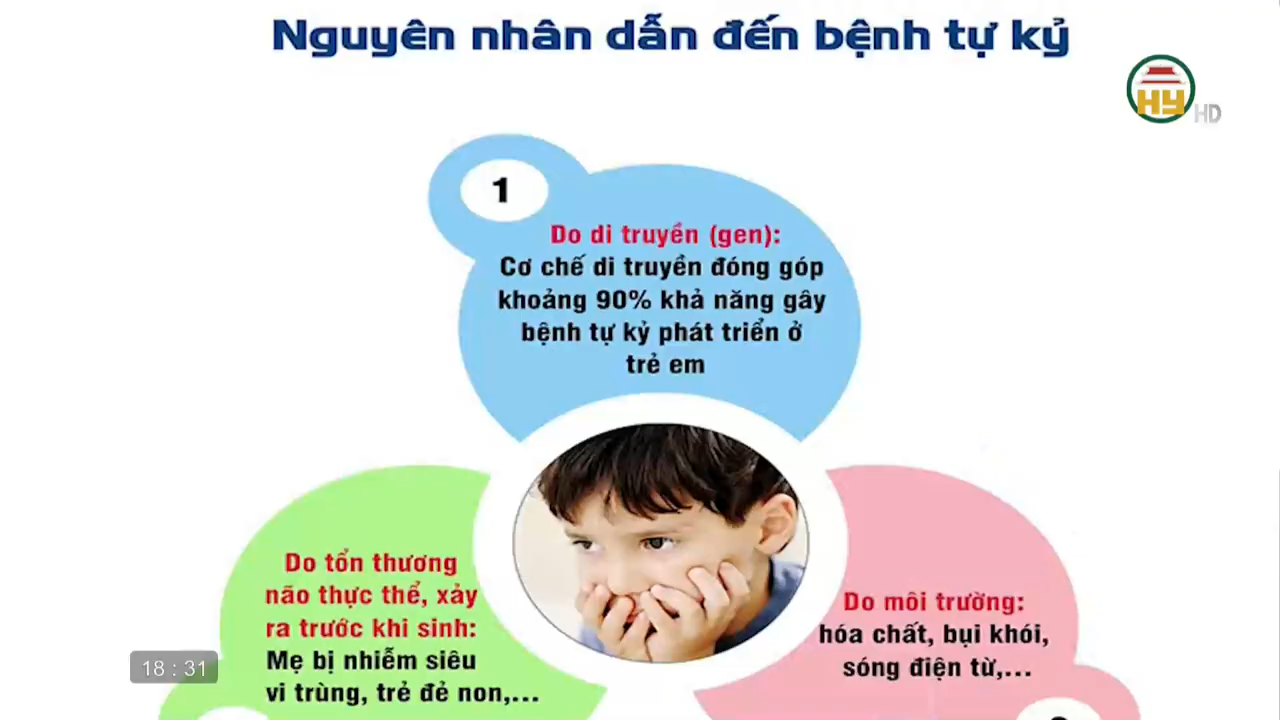 Nguyên nhân dẫn đến bệnh tự kỷ
HY
HD
1
Do di truyền (gen):
Cơ chế di truyền đóng góp
khoảng 90% khả năng gây
bệnh tự kỷ phát triển ở
trẻ em
Do tổn thương
não thực thể, xảy
ra trước khi sinh:
Mẹ bị nhiễm siêu
vi trùng, trẻ đẻ non,...
Do môi trường:
hóa chất, bụi khói,
sóng điện từ,...
18 : 31